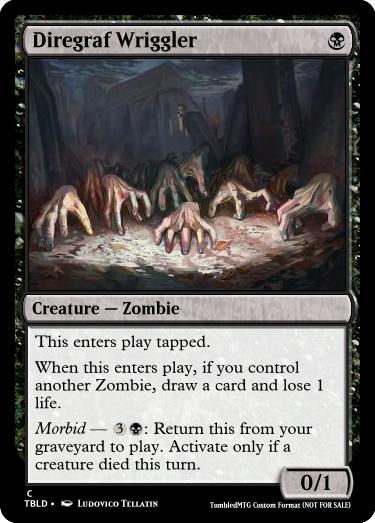 Diregraf Wriggler
Creature — Zombie
This enters play tapped.
When this enters play, if you control
another Zombie, draw a card and lose 1
life.
Morbid — 3: Return this from your
graveyard to play. Activate only if a
creature died this turn.
0/1
C
TBLD • Ludovico Tellatin
TumbledMTG Custom Format (NOT FOR SALE)